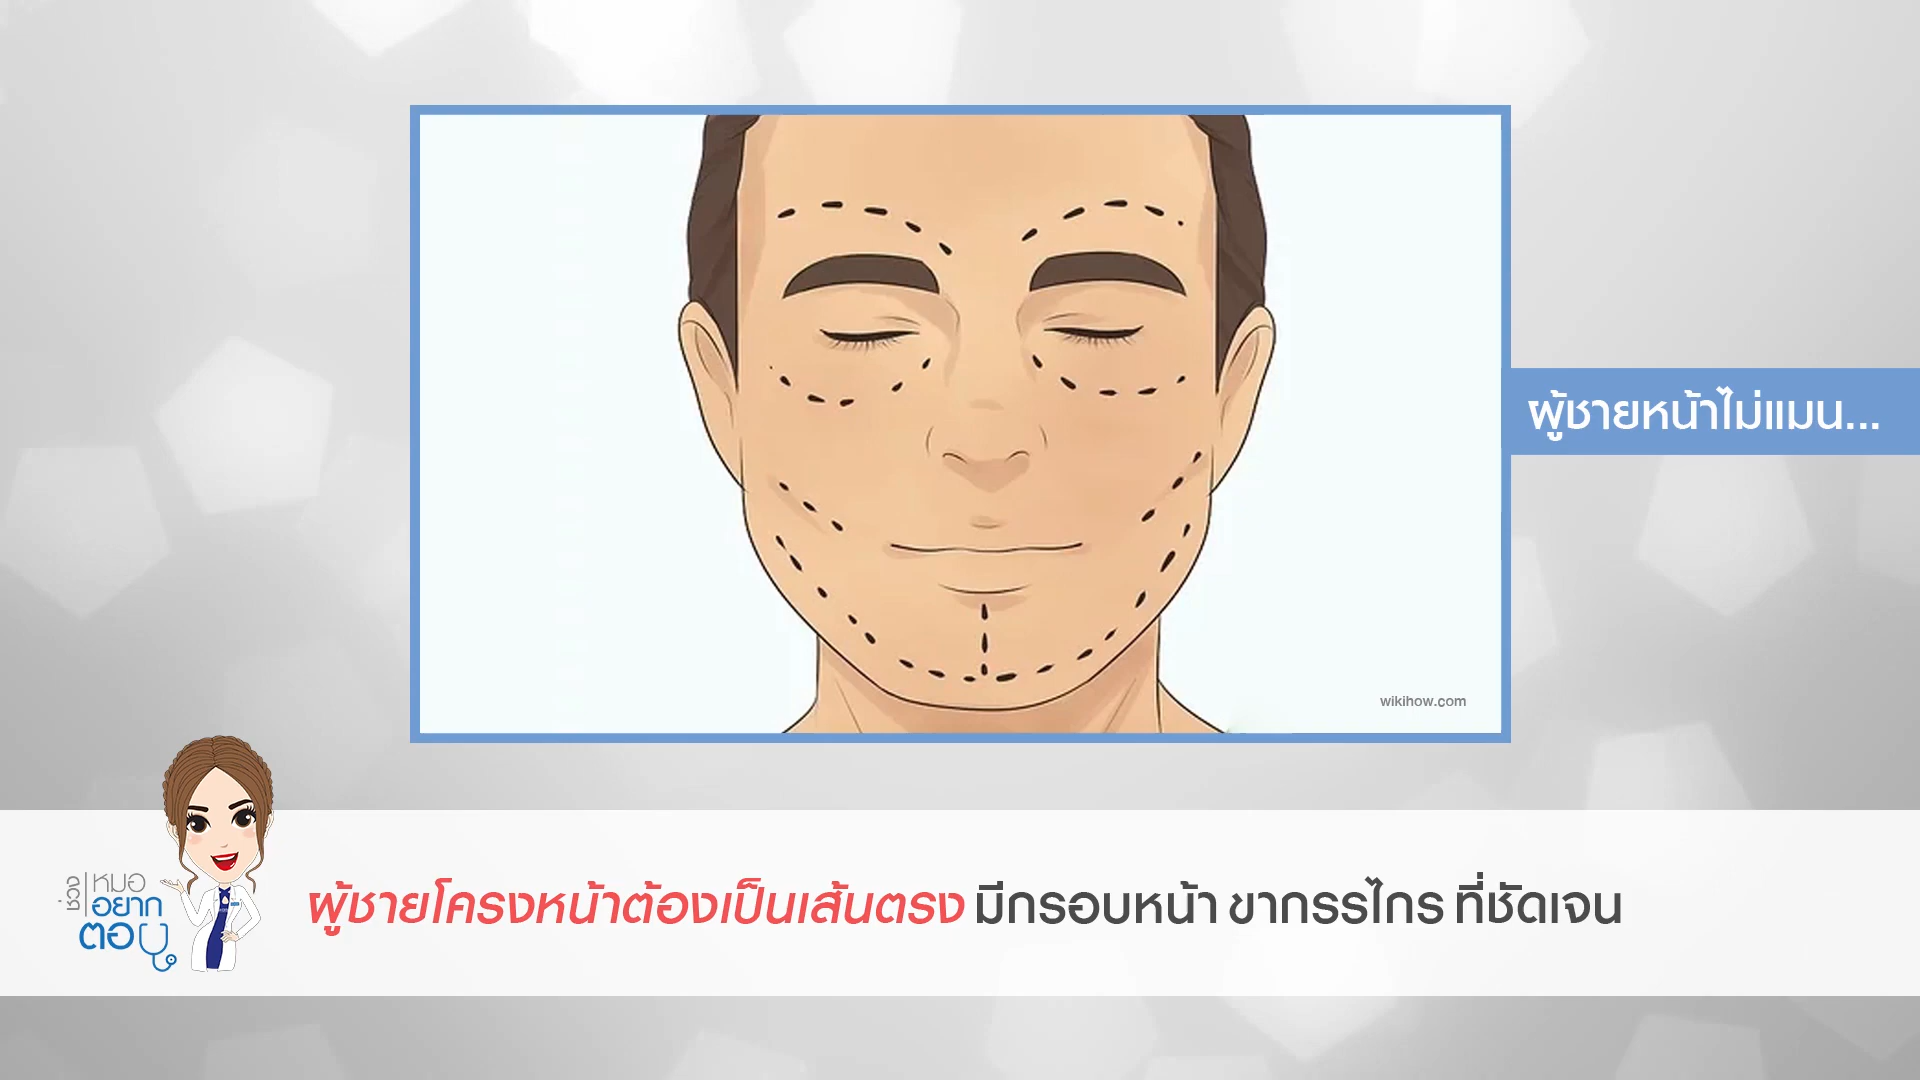 ผู้ชายหน้าไม่แมน...
wikihow.com
ช่วง
หมอ
อยาก
ตอบ
ผู้ชายโครงหน้าต้องเป็นเส้นตรง มีกรอบหน้า ขากรรไกร ที่ชัดเจน